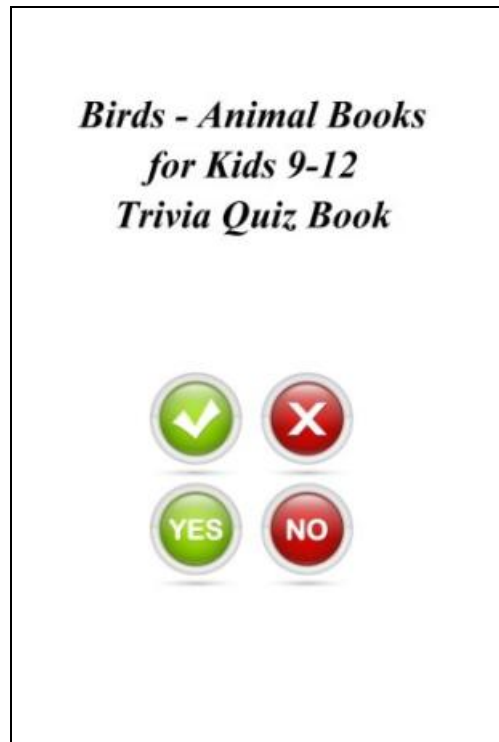 Birds - Animal Books
for Kids 9-12
Trivia Quiz Book
YES NO